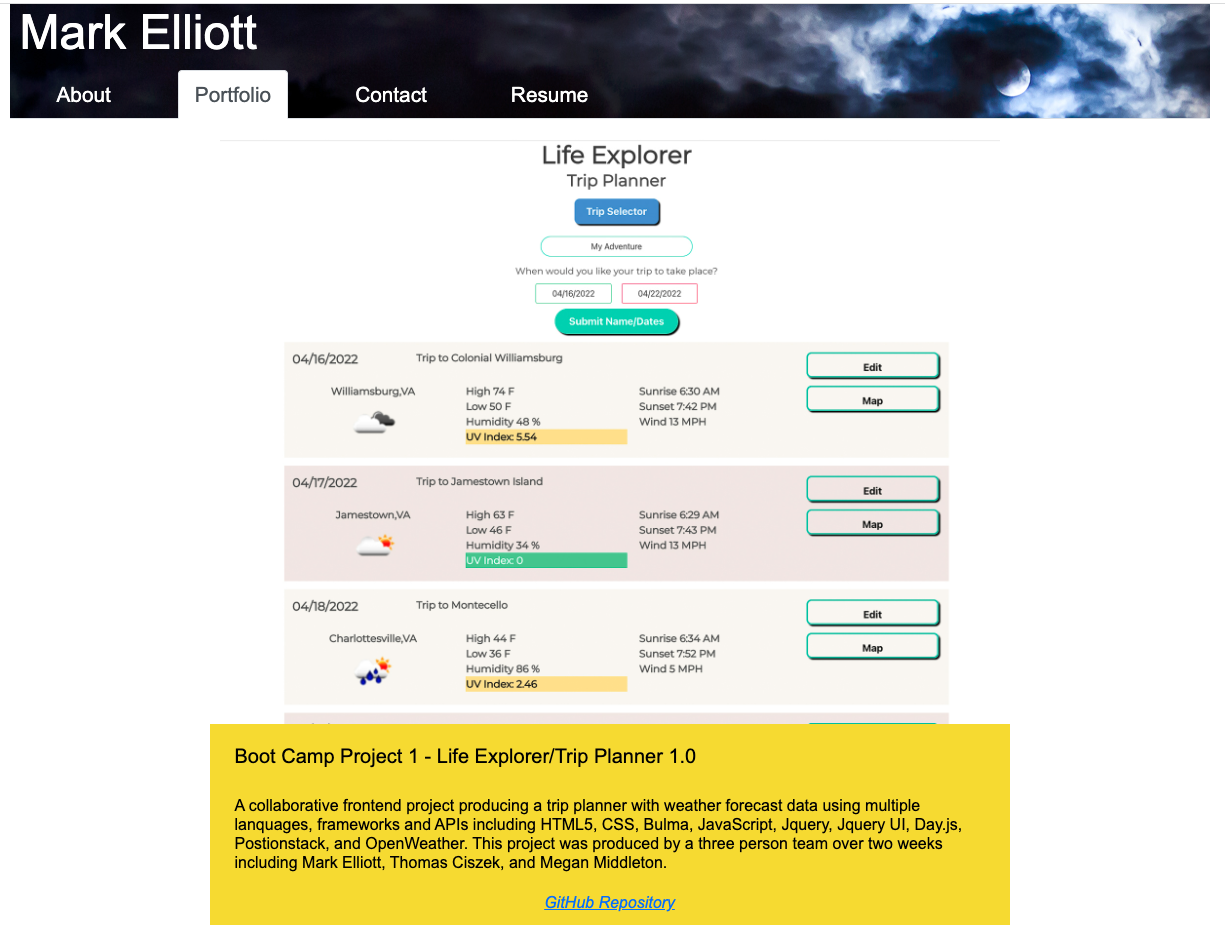 Mark Elliott
About Portfolio Contact Resume
Life Explorer
Trip Planner
Trip Selector
My Adventure
When would you like your trip to take place?
04/16/2022 04/22/2022
Submit Name/Dates
04/16/2022 Trip to Colonial Williamsburg Edit
Williamsburg,VA High 74 F Sunrise 6:30 AM Map
Low 50 F Sunset 7:42 PM
Humidity 48 % Wind 13 MPH
UV Index: 5.54
04/17/2022 Trip to Jamestown Island Edit
Jamestown,VA High 63 F Sunrise 6:29 AM Map
Low 46 F Sunset 7:43 PM
Humidity 34 % Wind 13 MPH
UV Index: 0
04/18/2022 Trip to Montecello Edit
Charlottesville,VA High 44 F Sunrise 6:34 AM Map
Low 36 F Sunset 7:52 PM
Humidity 86 % Wind 5 MPH
UV Index: 2.46
Boot Camp Project 1 - Life Explorer/Trip Planner 1.0
A collaborative frontend project producing a trip planner with weather forecast data using multiple
lanquages, frameworks and APIs including HTML5, CSS, Bulma, JavaScript, Jquery, Jquery UI, Day.js,
Postionstack, and OpenWeather. This project was produced by a three person team over two weeks
including Mark Elliott, Thomas Ciszek, and Megan Middleton.
GitHub Repository